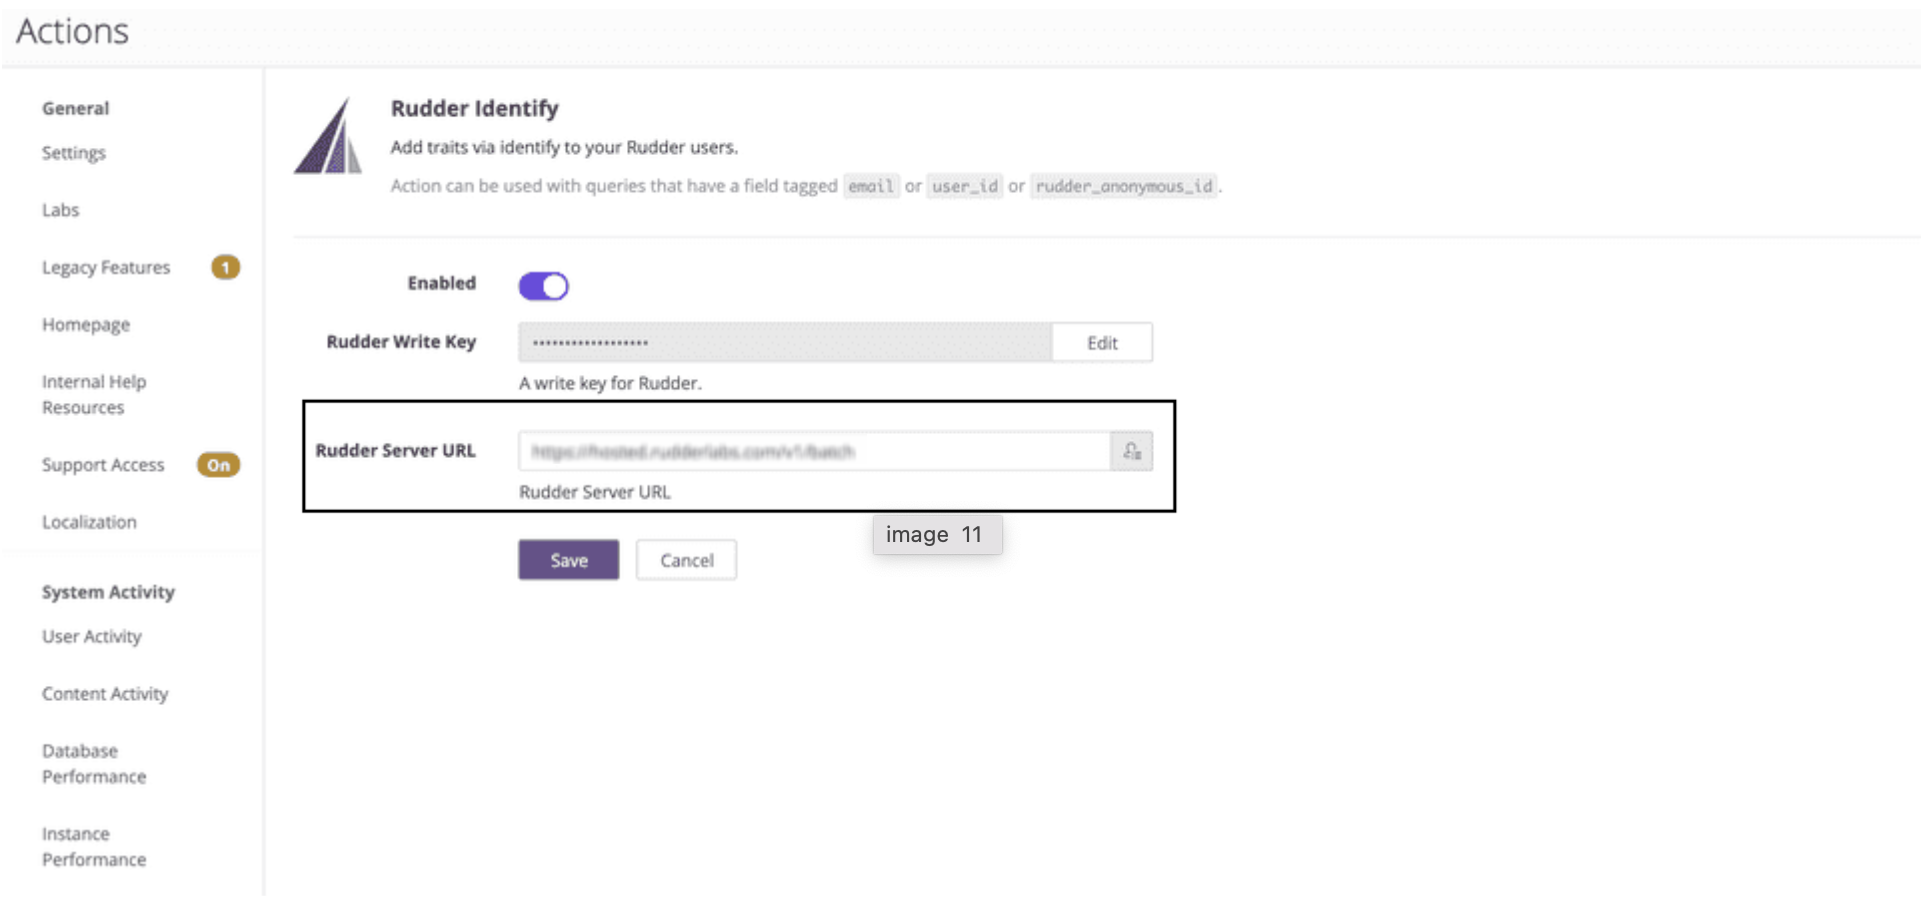 Actions
General
Settings
Labs
Legacy Features 1
Homepage
Internal Help
Resources
Support Access On
Localization
System Activity
User Activity
Content Activity
Database
Performance
Instance
Performance
Rudder Identify
Add traits via identify to your Rudder users.
Action can be used with queries that have a field tagged email or user_id or rudder_anonymous_id.
Enabled
Rudder Write Key Edit
A write key for Rudder.
Rudder Server URL
Rudder Server URL
image 11
Save Cancel